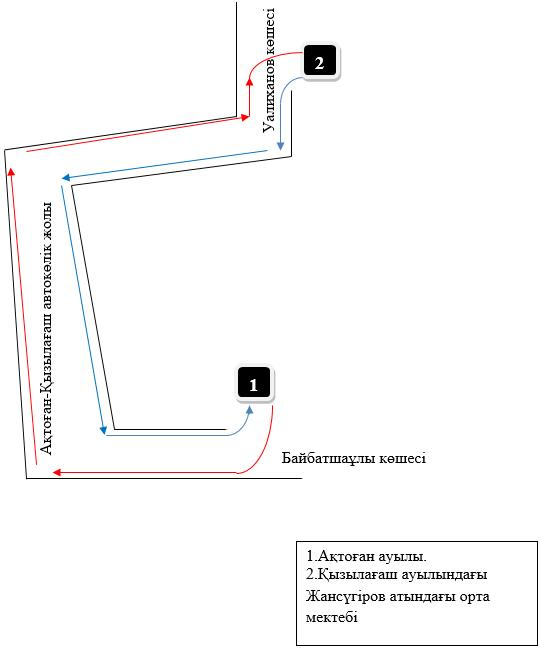 Уалиханов көшесі
2
Ақтоған-Қызылағаш автокөлік жолы
1
Байбатшаұлы көшесі
1.Ақтоған ауылы.
2.Қызылағаш ауылындағы
Жансүгіров атындағы орта
мектебі